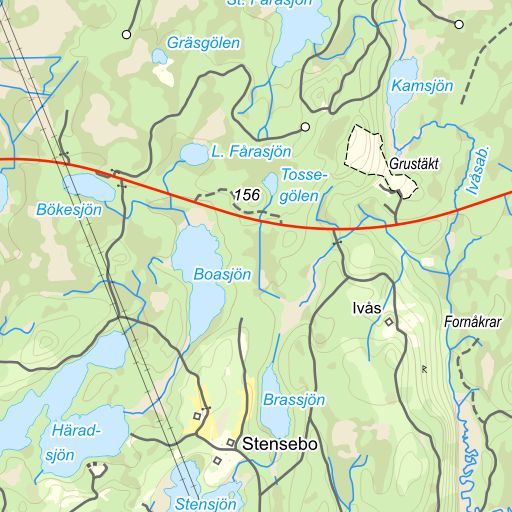 St. Fårasjön
Gräsgölen
Kamsjön
L. Fårasjön
Grustäkt
Ivåsab.
Tosse-
gölen
156
Bökesjön
Boasjön
Ivås
Fornåkrar
R
Brassjön
Härad-
sjön
Stensebo
Stensjön